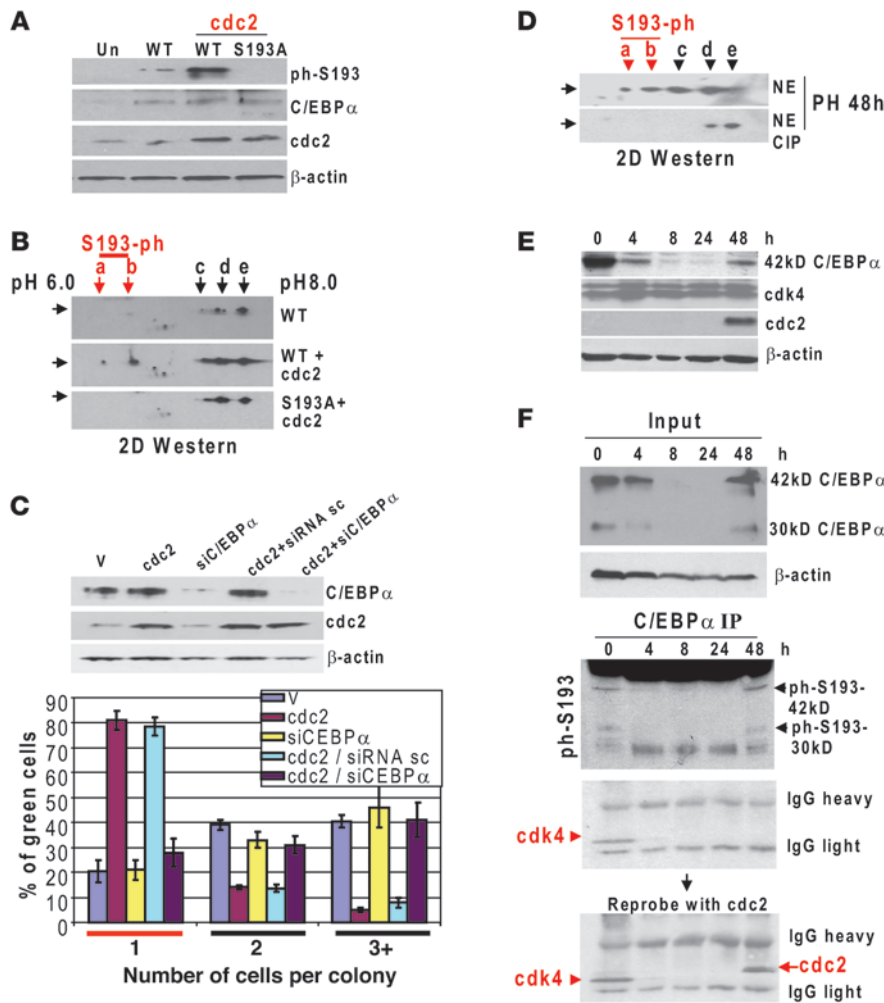 A
cdc2
Un WT WT S193A
ph-S193
C/EBPα
cdc2
β-actin
B
S193-ph
a b c d e
pH 6.0 pH8.0
WT
WT +
cdc2
S193A+
cdc2
2D Western
C
V cdc2 siC/EBPα cdc2+siRNA sc cdc2+siC/EBPα
C/EBPα
cdc2
β-actin
% of green cells
90
80
70
60
50
40
30
20
10
0
V
cdc2
siCEBPα
cdc2 / siRNA sc
cdc2 / siCEBPα
1 2 3+
Number of cells per colony
D
S193-ph
a b c d e
NE
NE
CIP
PH 48h
2D Western
E
0 4 8 24 48 h
42kD C/EBPα
cdk4
cdc2
β-actin
F
Input
0 4 8 24 48 h
42kD C/EBPα
30kD C/EBPα
β-actin
C/EBPα IP
0 4 8 24 48 h
ph-S193
ph-S193-
42kD
ph-S193-
30kD
IgG heavy
cdk4
IgG light
Reprobe with cdc2
IgG heavy
cdc2
cdk4
IgG light